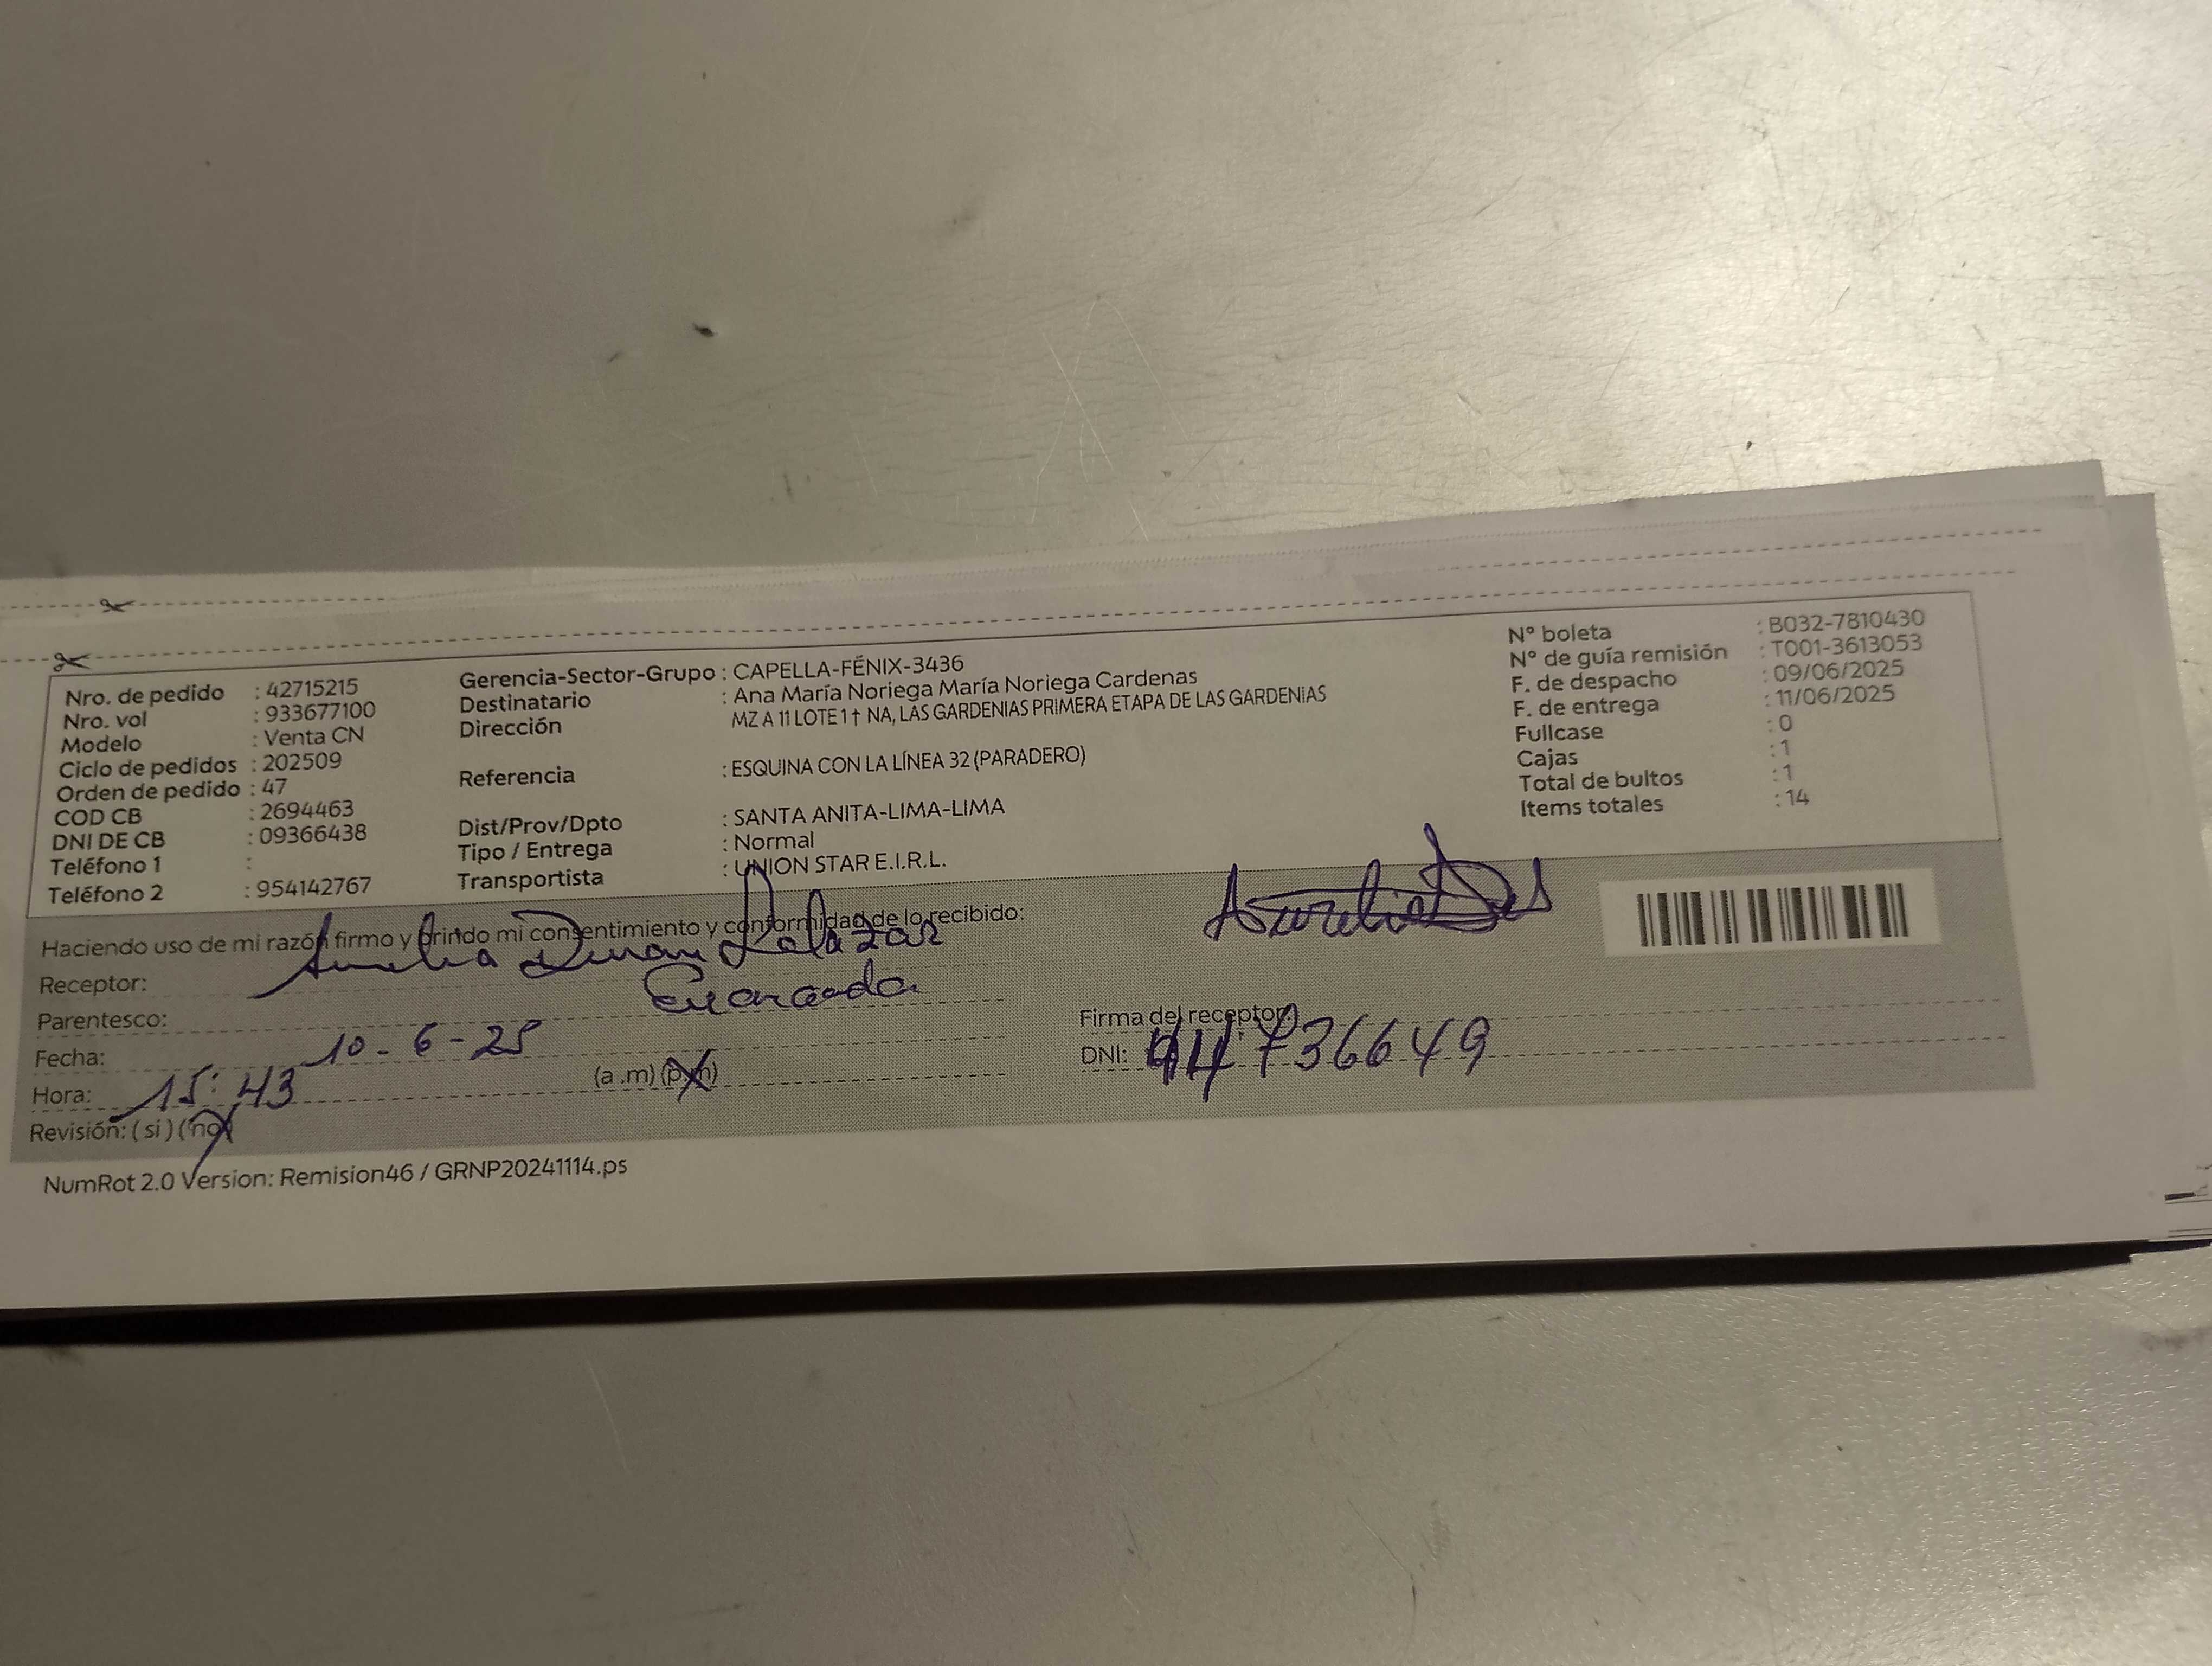 Nro. de pedido : 42715215
Nro. vol : 933677100
Modelo : Venta CN
Ciclo de pedidos : 202509
Orden de pedido : 47
COD CB : 2694463
DNI DE CB : 09366438
Teléfono 1 :
Teléfono 2 : 954142767
Gerencia-Sector-Grupo : CAPELLA-FÉNIX-3436
Destinatario : Ana María Noriega María Noriega Cardenas
Dirección MZ A 11 LOTE 1 † NA, LAS GARDENIAS PRIMERA ETAPA DE LAS GARDENIAS
Referencia : ESQUINA CON LA LÍNEA 32 (PARADERO)
Dist/Prov/Dpto : SANTA ANITA-LIMA-LIMA
Tipo / Entrega : Normal
Transportista : UNION STAR E.I.R.L.
N° boleta : B032-7810430
N° de guía remisión : T001-3613053
F. de despacho : 09/06/2025
F. de entrega : 11/06/2025
Fullcase : 0
Cajas : 1
Total de bultos : 1
Items totales : 14
Haciendo uso de mi razón firmo y brindo mi consentimiento y conformidad de lo recibido:
Receptor: Duran
Parentesco:
Fecha: 10-6-25
Hora: 15:43 (a.m) (p.m)
Revisión: (si) (no)
Firma del receptor:
DNI: 44736649
NumRot 2.0 Version: Remision46 / GRNP20241114.ps